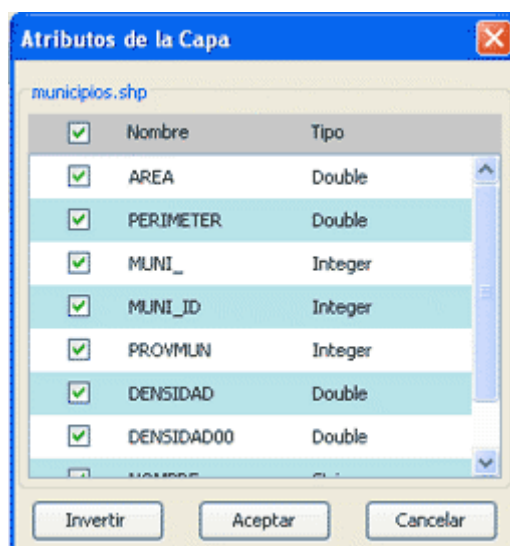 Atributos de la Capa
municipios.shp
Nombre Tipo
AREA Double
PERIMETER Double
MUNI_ Integer
MUNI_ID Integer
PROVMUN Integer
DENSIDAD Double
DENSIDAD00 Double
Invertir Aceptar Cancelar